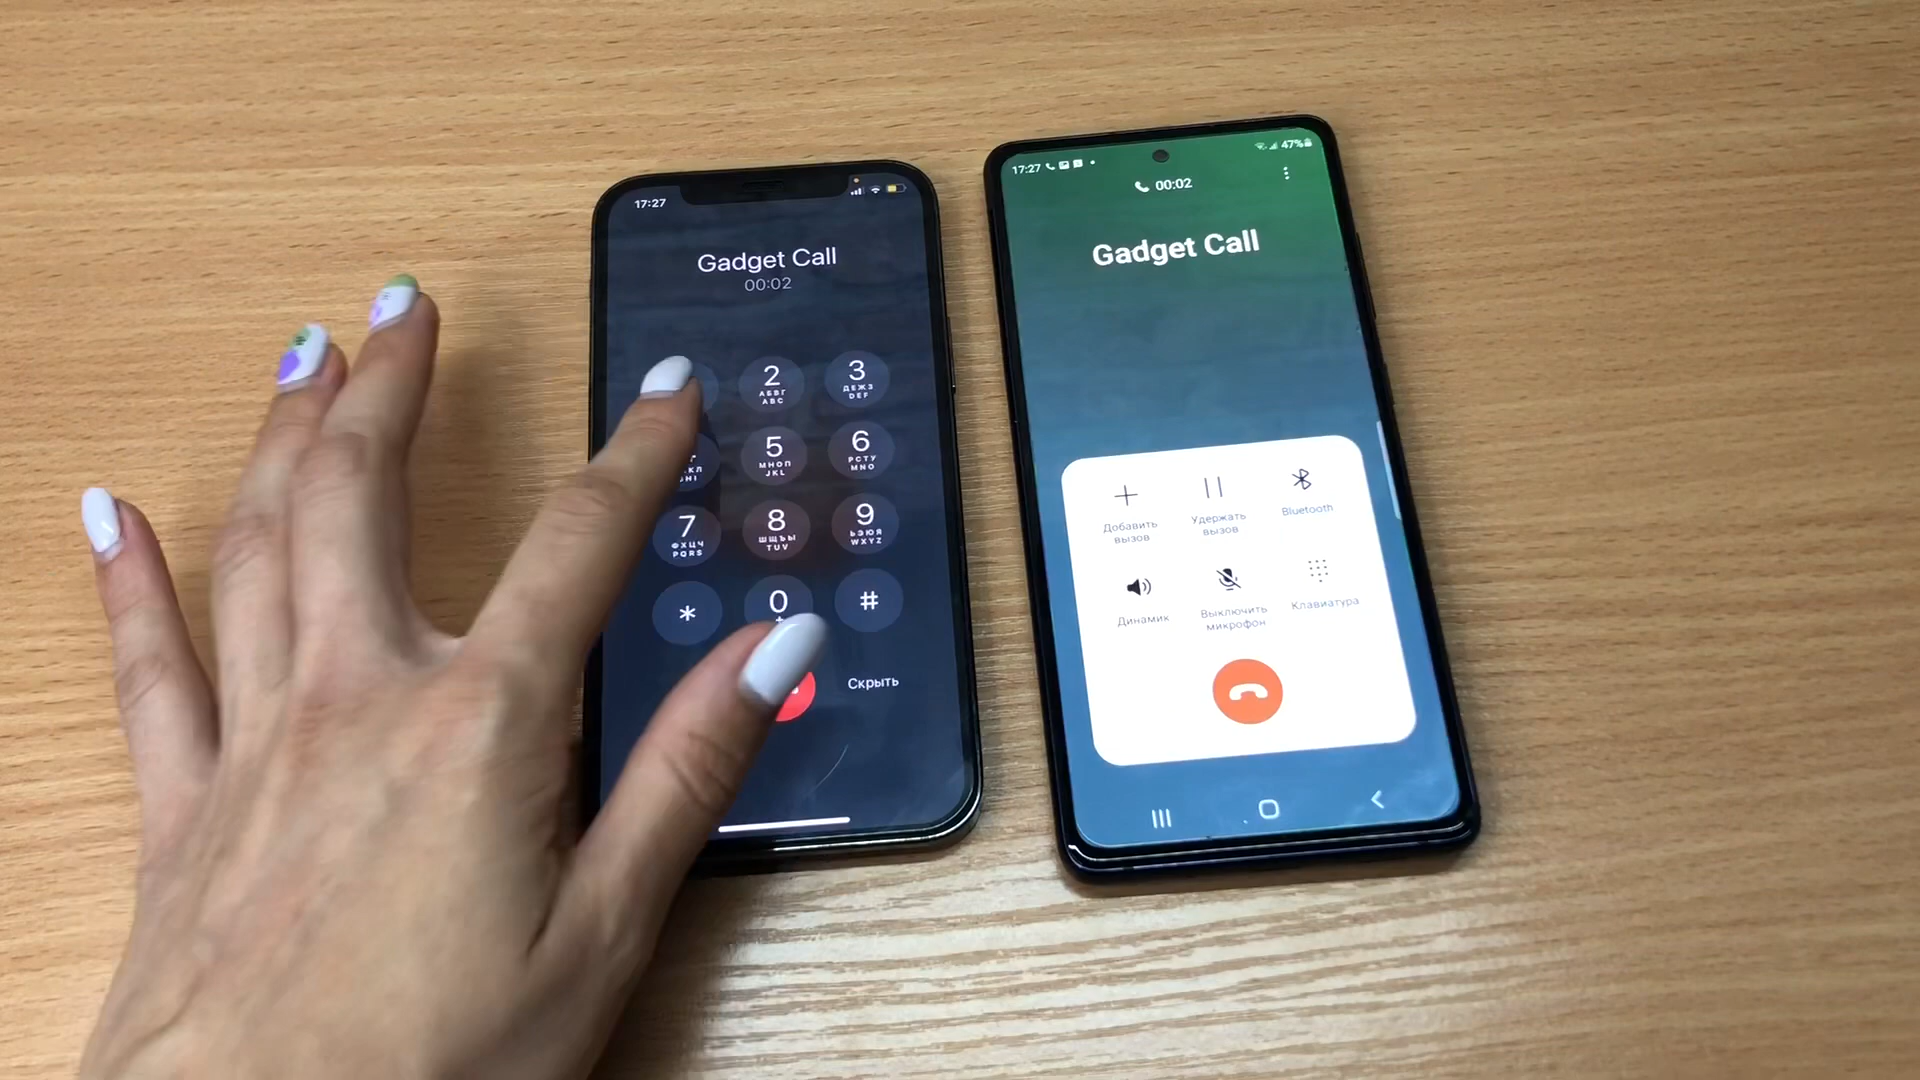 17:27
Gadget Call
00:02
2
АБВГ
ABC
3
ДЕЖЗ
DEF
5
МНОП
JKL
6
РСТУ
MNO
7
ФХЦЧ
PQRS
8
ШЩЪЫ
TUV
9
ЬЭЮЯ
WXYZ
*
0
#
Скрыть
17:27
47%
00:02
Gadget Call
Добавить
вызов
Удержать
вызов
Bluetooth
Динамик
Выключить
микрофон
Клавиатура